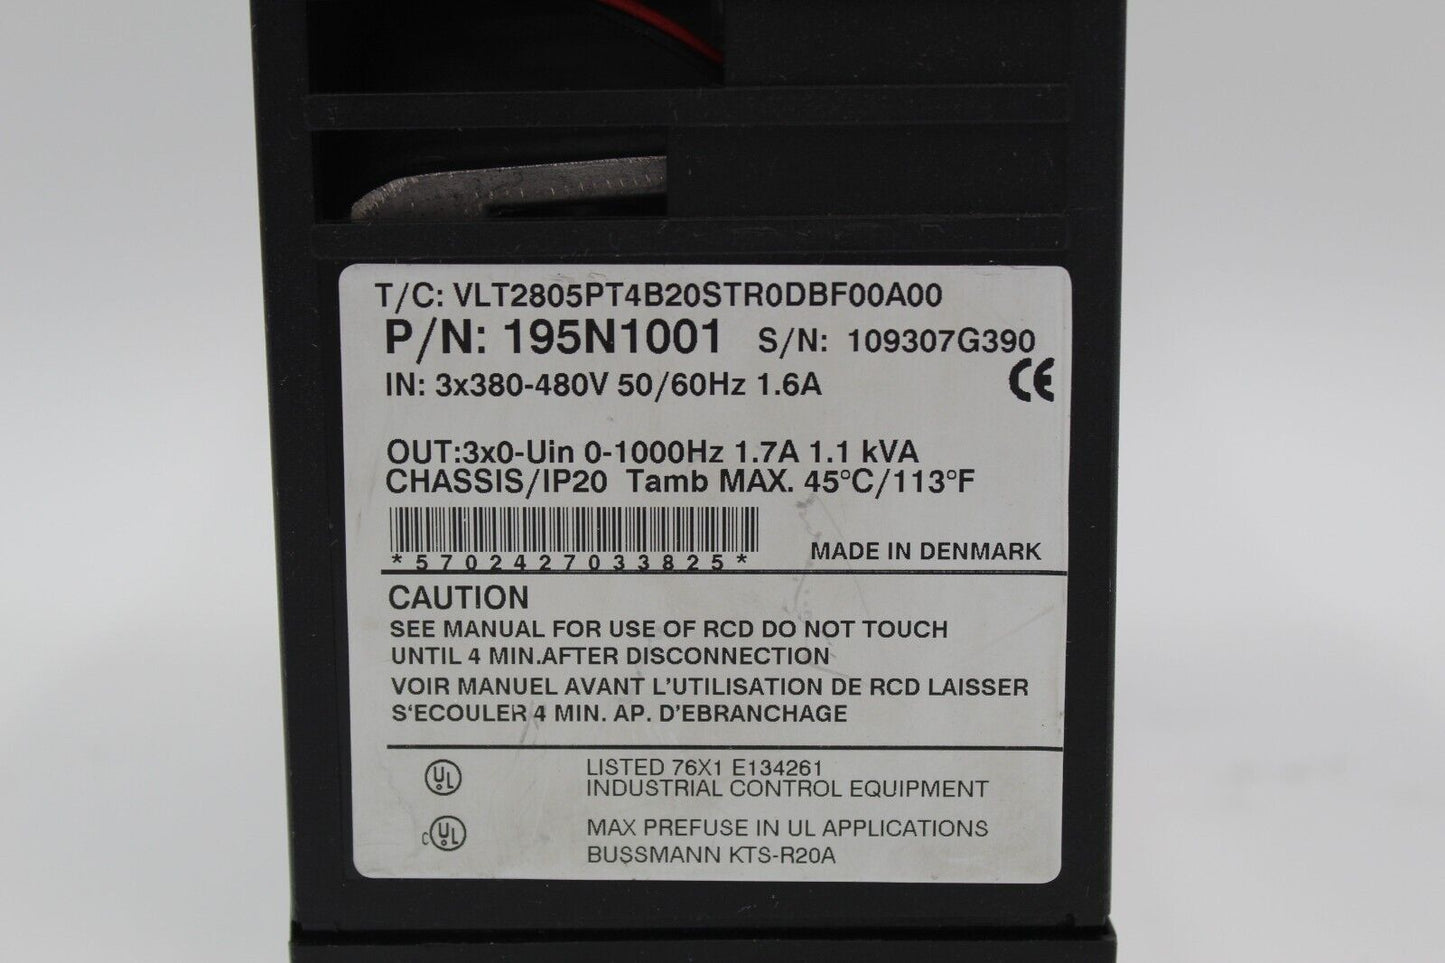 T/C: VLT2805PT4B20STR0DBF00A00
P/N: 195N1001 S/N: 109307G390
IN: 3x380-480V 50/60Hz 1.6A
CE
OUT:3x0-Uin 0-1000Hz 1.7A 1.1 kVA
CHASSIS/IP20 Tamb MAX. 45°C/113°F
*5702427033825*
MADE IN DENMARK
CAUTION
SEE MANUAL FOR USE OF RCD DO NOT TOUCH
UNTIL 4 MIN.AFTER DISCONNECTION
VOIR MANUEL AVANT L'UTILISATION DE RCD LAISSER
S'ECOULER 4 MIN. AP. D'EBRANCHAGE
UL LISTED 76X1 E134261
INDUSTRIAL CONTROL EQUIPMENT
c UL MAX PREFUSE IN UL APPLICATIONS
BUSSMANN KTS-R20A